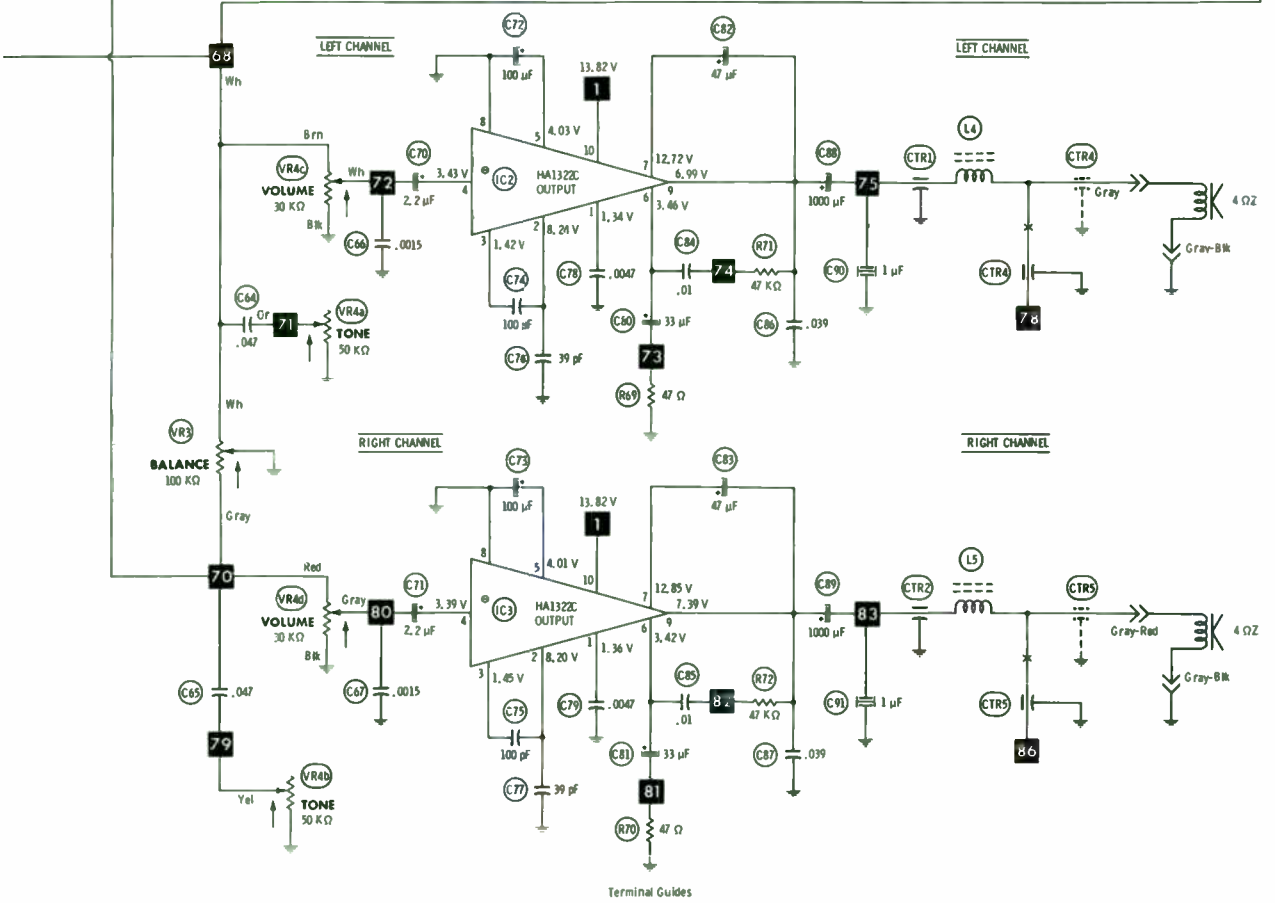 LEFT CHANNEL
C72
100 µF
13.82 V
1
C82
47 µF
LEFT CHANNEL
68
Wh
Brn
VR4c
VOLUME
30 KΩ
Wh
Blk
72
C70
2.2 µF
C66
.0015
8
4.03 V
5
10
3.43 V
4
IC2
HA1322C
OUTPUT
7
12.72 V
6.99 V
9
6
3.46 V
3
1.42 V
2
8.24 V
1
1.34 V
C74
100 pF
C76
39 pF
C78
.0047
C84
.01
74
R71
47 KΩ
C80
33 µF
73
R69
47 Ω
C86
.039
C88
1000 µF
75
C90
1 µF
CTR1
L4
CTR4
Gray
4 ΩZ
Gray-Blk
CTR4
78
C64
.047
Or
71
VR4a
TONE
50 KΩ
Wh
VR3
BALANCE
100 KΩ
Gray
RIGHT CHANNEL
C73
100 µF
13.82 V
1
C83
47 µF
RIGHT CHANNEL
70
Red
VR4d
VOLUME
30 KΩ
Gray
Blk
80
C71
2.2 µF
C67
.0015
8
4.01 V
5
10
3.39 V
4
IC3
HA1322C
OUTPUT
7
12.85 V
7.39 V
9
6
3.42 V
3
1.45 V
2
8.20 V
1
1.36 V
C75
100 pF
C77
39 pF
C79
.0047
C85
.01
82
R72
47 KΩ
C81
33 µF
81
R70
47 Ω
C87
.039
C89
1000 µF
83
C91
1 µF
CTR2
L5
CTR5
Gray-Red
4 ΩZ
Gray-Blk
CTR5
86
C65
.047
79
Yel
VR4b
TONE
50 KΩ
Terminal Guides